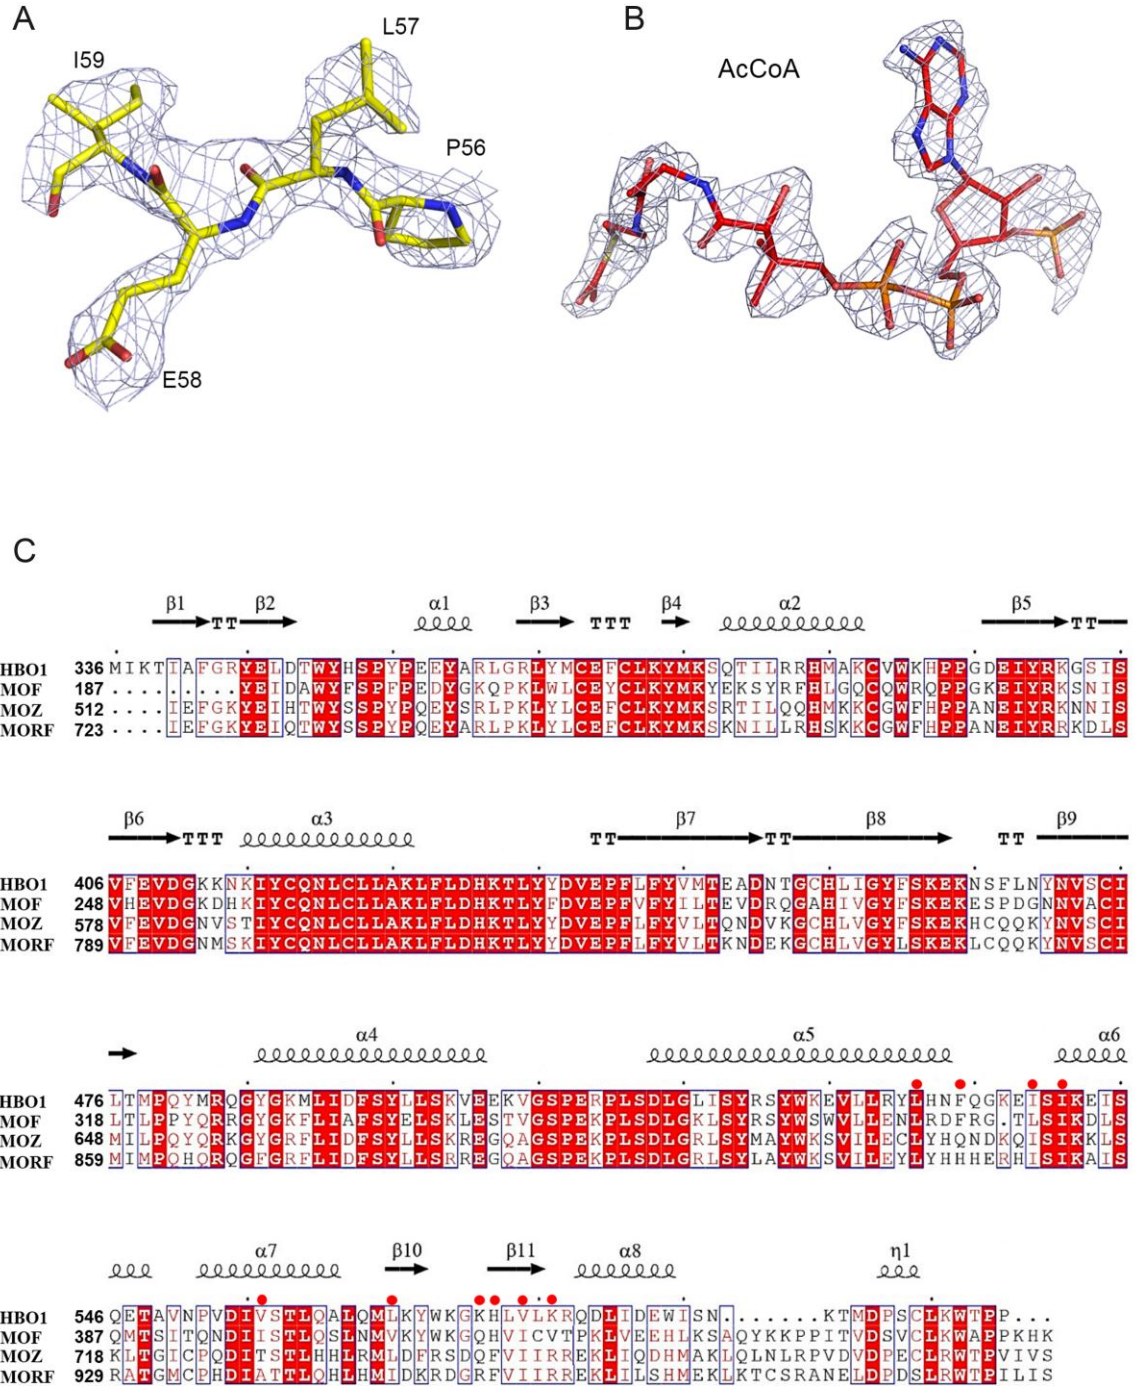 A
I59
L57
P56
E58
B
AcCoA
C
β1 TT β2 α1 β3 TTT β4 α2 β5 TT
HBO1 336 MIKTIAFGRYELDTWYHSPYPEEYARLGRLYMCEFCLKYMKSQTILRRHMAKCVWKHPPGDEIYRKGSIS
MOF 187 .........YEIDAWYFSPFPEDYGKQPKLWLCEYCLKYMKYEKSYRFHLGQCQWRQPPGKEIYRKSNIS
MOZ 512 ....IEFGKYEIHTWYSSPYPQEYSRLPKLYLCEFCLKYMKSRTILQQHMKKCGWFHPPANEIYRKNNIS
MORF 723 ....IEFGKYEIQTWYSSPYPQEYARLPKLYLCEFCLKYMKSKNILLRHSKKCGWFHPPANEIYRRKDLS
β6 TTT α3 TT β7 TT β8 TT β9
HBO1 406 VFEVDGKKNKIYCQNLCLLAKLFLDHKTLYYDVEPFLFYVMTEADNTGCHLIGYFSKEKNSFLNYNVSCI
MOF 248 VHEVDGKDHKIYCQNLCLLAKLFLDHKTLYFDVEPFVFYILTEVDRQGAHIVGYFSKEKESPDGNNVACI
MOZ 578 VFEVDGNVSTIYCQNLCLLAKLFLDHKTLYYDVEPFLFYVLTQNDVKGCHLVGYFSKEKLCQQKYNVSCI
MORF 789 VFEVDGNMSKIYCQNLCLLAKLFLDHKTLYYDVEPFLFYVLTKNDEKGCHLVGYLSKEKLCQQKYNVSCI
α4 α5 α6
HBO1 476 LTMPQYMRQGYGKMLIDFSYLLSKVEEKVGSPERPLSDLGLISYRSYWKEVLLRYLHNFQGKEISIKEIS
MOF 318 LTLPPYQRRGYGKFLIAFSYELSKLESTVGSPEKPLSDLGKLSYRSYWSWVLLENLRDFRG.TLSIKDLS
MOZ 648 MILPQYQRKGYGRFLIDFSYLLSKREGQAGSPEKPLSDLGRLSYMAYWKSVILECLYHQNDKQISIKKLS
MORF 859 MIMPQHQRQGFGRFLIDFSYLLSRREGQAGSPEKPLSDLGRLSYLAYWKSVILEYLYHHHERHISIKAIS
α7 β10 β11 α8 η1
HBO1 546 QETAVNPVDIVSTLQALQMLKYWKGKHLVLKRQDLIDEWISN......KTMDPSCLKWTPP...
MOF 387 QMTSITQNDIISTLQSLNMVKYWKGQHVICVTPKLVEEHLKSAQYKKPPITVDSVCLKWAPPKHK
MOZ 718 KLTGICPQDITSTLHHLRMLDFRSDQFVIIRREKLIQDHMAKLQLNLRPVDVDPECLRWTPVIVS
MORF 929 RATGMCPHDIATTLQHLHMIDKRDGRFVIIRREKLILSHMEKLKTCSRANELDPDSLRWTPILIS